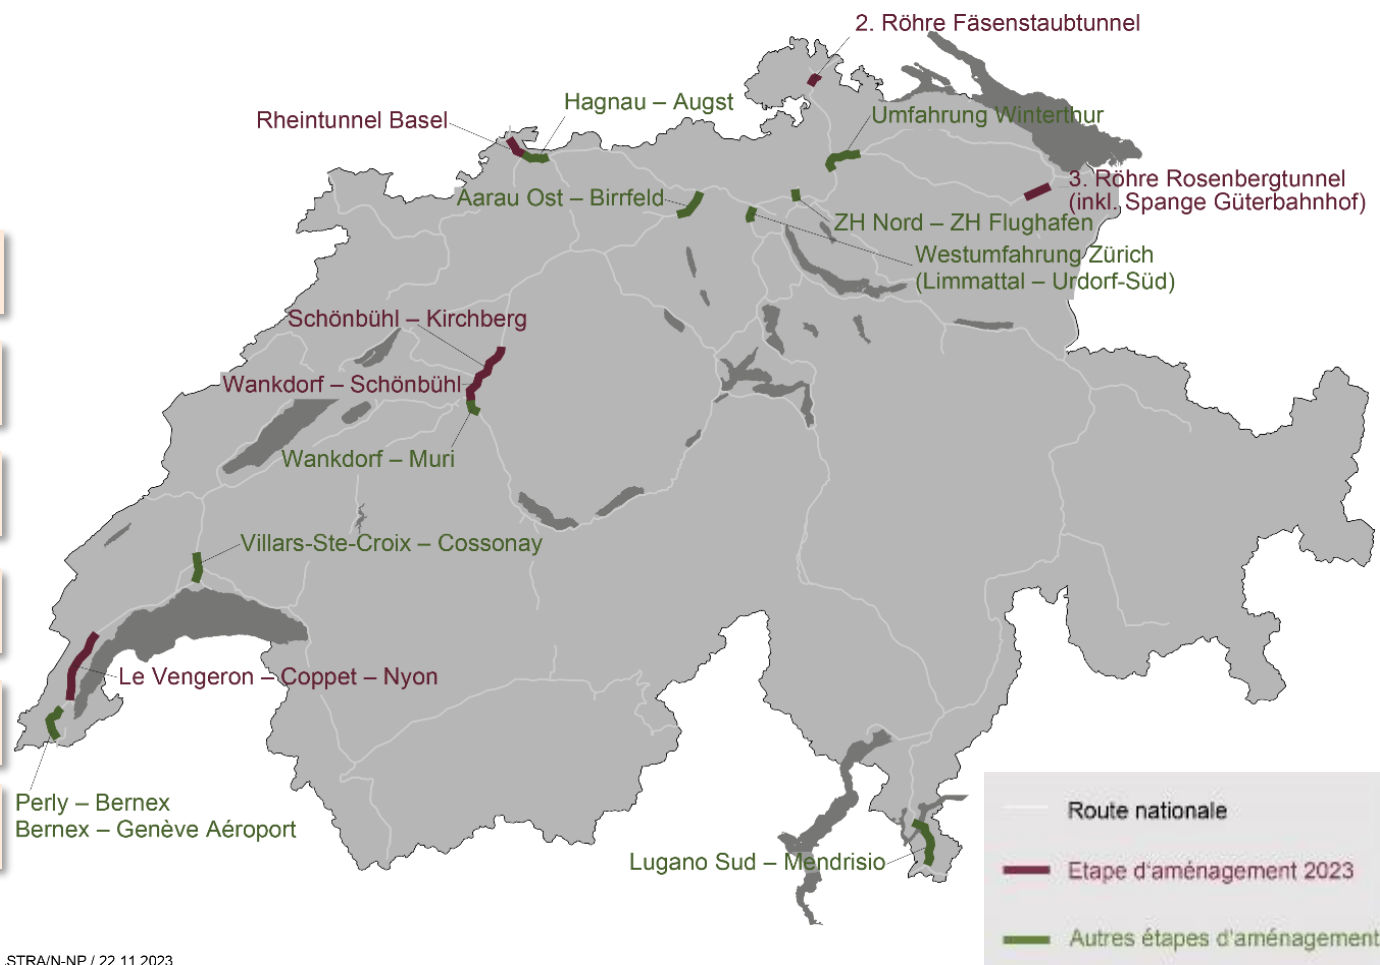 2. Röhre Fäsenstaubtunnel
Hagnau – Augst
Rheintunnel Basel
Umfahrung Winterthur
3. Röhre Rosenbergtunnel
(inkl. Spange Güterbahnhof)
Aarau Ost – Birrfeld
ZH Nord – ZH Flughafen
Westumfahrung Zürich
(Limmattal – Urdorf-Süd)
Schönbühl – Kirchberg
Wankdorf – Schönbühl
Wankdorf – Muri
Villars-Ste-Croix – Cossonay
Le Vengeron – Coppet – Nyon
Perly – Bernex
Bernex – Genève Aéroport
Lugano Sud – Mendrisio
Route nationale
Etape d'aménagement 2023
Autres étapes d'aménagement
STRA/N-NP / 22.11.2023